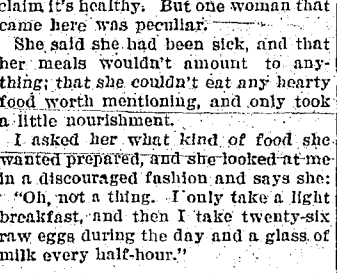 claim it's healthy. But one woman that
came here was peculiar.
She said she had been sick, and that
her meals wouldn't amount to any-
thing; that she couldn't eat any hearty
food worth mentioning, and only took
a little nourishment.
I asked her what kind of food she
wanted prepared, and she looked at me
in a discouraged fashion and says she:
"Oh, not a thing. I only take a light
breakfast, and then I take twenty-six
raw eggs during the day and a glass of
milk every half-hour."